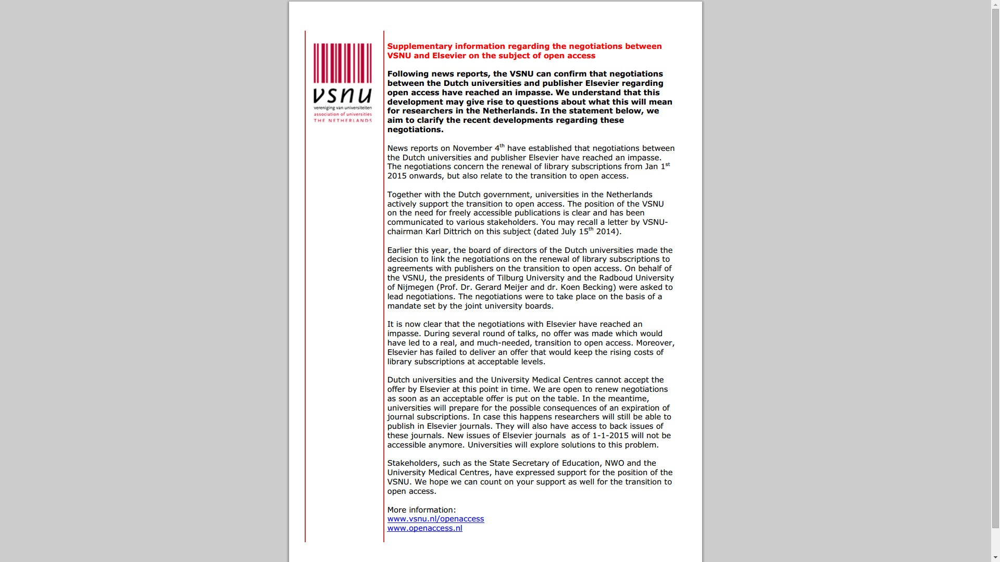 vsnu
vereniging van universiteiten
association of universities
THE NETHERLANDS
Supplementary information regarding the negotiations between
VSNU and Elsevier on the subject of open access
Following news reports, the VSNU can confirm that negotiations
between the Dutch universities and publisher Elsevier regarding
open access have reached an impasse. We understand that this
development may give rise to questions about what this will mean
for researchers in the Netherlands. In the statement below, we
aim to clarify the recent developments regarding these
negotiations.
News reports on November 4th have established that negotiations between
the Dutch universities and publisher Elsevier have reached an impasse.
The negotiations concern the renewal of library subscriptions from Jan 1st
2015 onwards, but also relate to the transition to open access.
Together with the Dutch government, universities in the Netherlands
actively support the transition to open access. The position of the VSNU
on the need for freely accessible publications is clear and has been
communicated to various stakeholders. You may recall a letter by VSNU-
chairman Karl Dittrich on this subject (dated July 15th 2014).
Earlier this year, the board of directors of the Dutch universities made the
decision to link the negotiations on the renewal of library subscriptions to
agreements with publishers on the transition to open access. On behalf of
the VSNU, the presidents of Tilburg University and the Radboud University
of Nijmegen (Prof. Dr. Gerard Meijer and dr. Koen Becking) were asked to
lead negotiations. The negotiations were to take place on the basis of a
mandate set by the joint university boards.
It is now clear that the negotiations with Elsevier have reached an
impasse. During several round of talks, no offer was made which would
have led to a real, and much-needed, transition to open access. Moreover,
Elsevier has failed to deliver an offer that would keep the rising costs of
library subscriptions at acceptable levels.
Dutch universities and the University Medical Centres cannot accept the
offer by Elsevier at this point in time. We are open to renew negotiations
as soon as an acceptable offer is put on the table. In the meantime,
universities will prepare for the possible consequences of an expiration of
journal subscriptions. In case this happens researchers will still be able to
publish in Elsevier journals. They will also have access to back issues of
these journals. New issues of Elsevier journals  as of 1-1-2015 will not be
accessible anymore. Universities will explore solutions to this problem.
Stakeholders, such as the State Secretary of Education, NWO and the
University Medical Centres, have expressed support for the position of the
VSNU. We hope we can count on your support as well for the transition to
open access.
More information:
www.vsnu.nl/openaccess
www.openaccess.nl